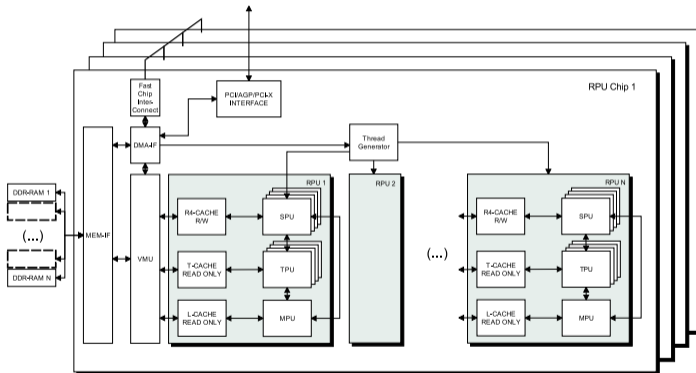 RPU Chip 1
Fast
Chip
Inter-
Connect
PCI/AGP/PCI-X
INTERFACE
DMA-IF
Thread
Generator
MEM-IF
VMU
DDR-RAM 1
(...)
DDR-RAM N
RPU 1
R4-CACHE
R/W
SPU
T-CACHE
READ ONLY
TPU
L-CACHE
READ ONLY
MPU
RPU 2
(...)
RPU N
R4-CACHE
R/W
SPU
T-CACHE
READ ONLY
TPU
L-CACHE
READ ONLY
MPU